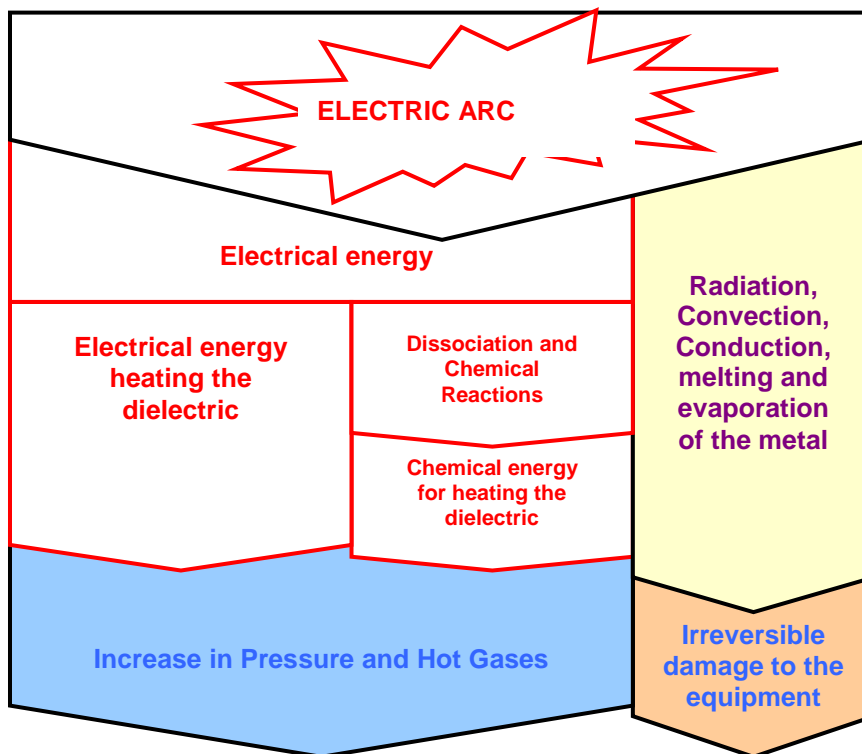 ELECTRIC ARC
Electrical energy
Electrical energy
heating the
dielectric
Dissociation and
Chemical
Reactions
Chemical energy
for heating the
dielectric
Radiation,
Convection,
Conduction,
melting and
evaporation
of the metal
Increase in Pressure and Hot Gases
Irreversible
damage to the
equipment